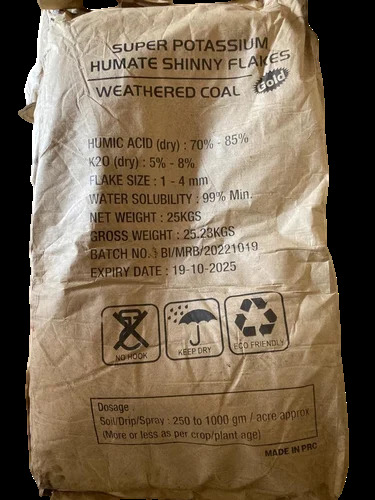 SUPER POTASSIUM
HUMATE SHINNY FLAKES
WEATHERED COAL Gold
HUMIC ACID (dry) : 70% - 85%
K2O (dry) : 5% - 8%
FLAKE SIZE : 1 - 4 mm
WATER SOLUBILITY : 99% Min.
NET WEIGHT : 25KGS
GROSS WEIGHT : 25.23KGS
BATCH NO. : BI/MRB/20221019
EXPIRY DATE : 19-10-2025
NO HOOK KEEP DRY ECO FRIENDLY
Dosage :
Soil/Drip/Spray : 250 to 1000 gm / acre approx
(More or less as per crop/plant age)
MADE IN PRC